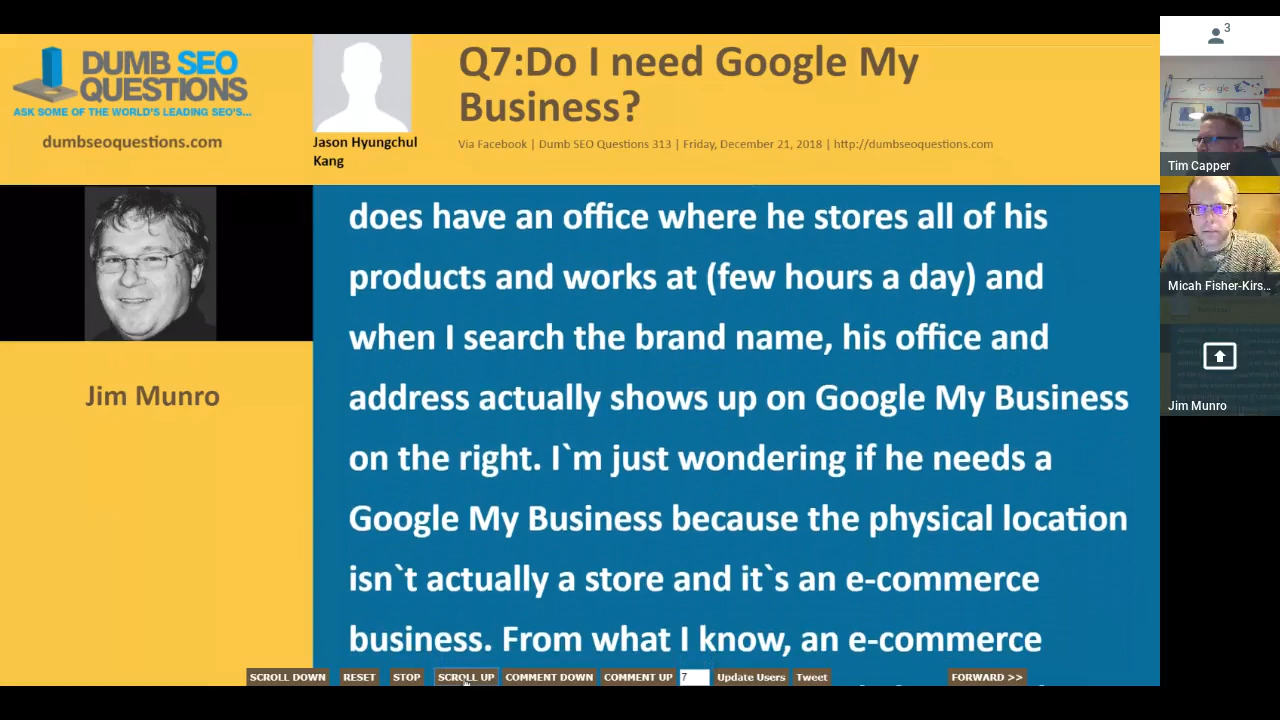 DUMB SEO
QUESTIONS
ASK SOME OF THE WORLD'S LEADING SEO'S...
dumbseoquestions.com
Jason Hyungchul
Kang
Q7:Do I need Google My
Business?
Via Facebook | Dumb SEO Questions 313 | Friday, December 21, 2018 | http://dumbseoquestions.com
Jim Munro
does have an office where he stores all of his
products and works at (few hours a day) and
when I search the brand name, his office and
address actually shows up on Google My Business
on the right. I`m just wondering if he needs a
Google My Business because the physical location
isn`t actually a store and it`s an e-commerce
business. From what I know, an e-commerce
SCROLL DOWN RESET STOP SCROLL UP COMMENT DOWN COMMENT UP 7 Update Users Tweet FORWARD >>
3
Google
Tim Capper
Micah Fisher-Kirs...
Jim Munro